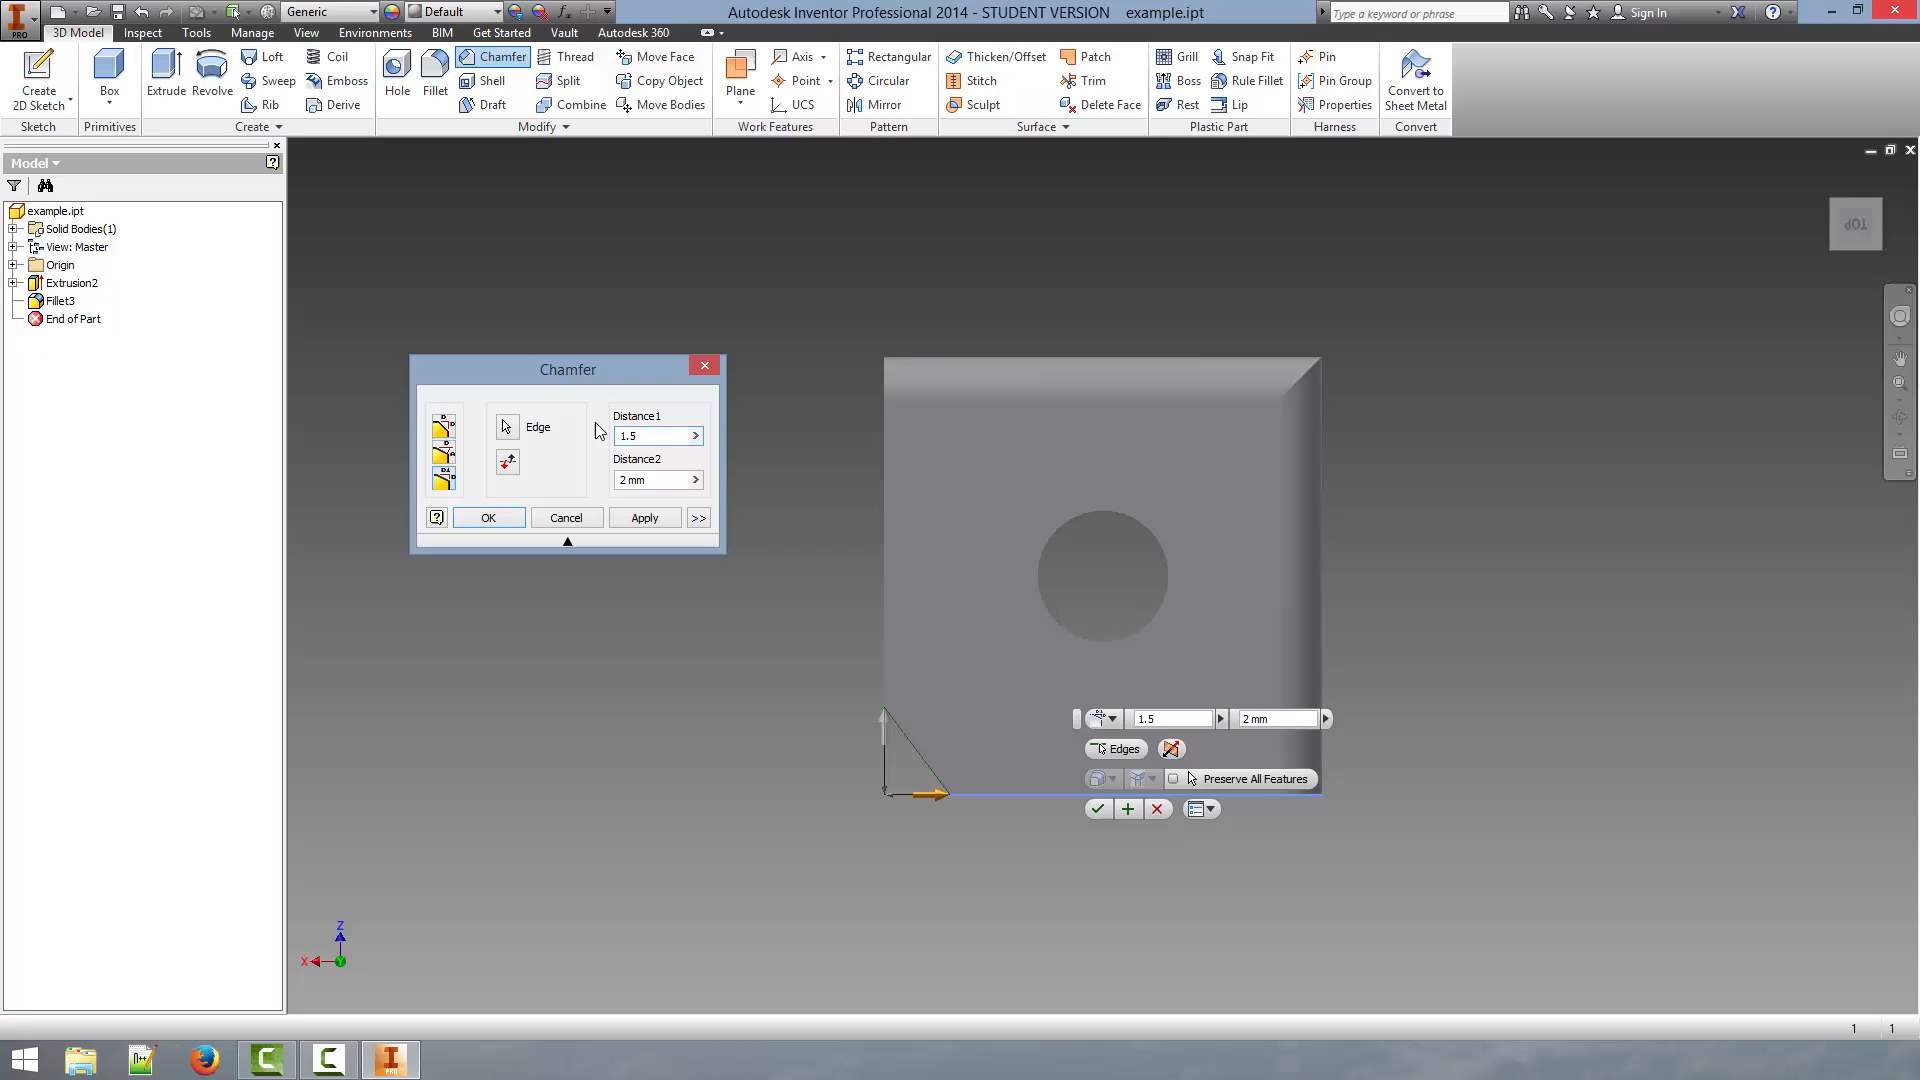 Generic
Default
Autodesk Inventor Professional 2014 - STUDENT VERSION example.ipt
Type a keyword or phrase
Sign In
PRO
3D Model Inspect Tools Manage View Environments BIM Get Started Vault Autodesk 360
Create 2D Sketch
Box
Extrude
Revolve
Loft
Sweep
Rib
Coil
Emboss
Derive
Hole
Fillet
Chamfer
Shell
Draft
Thread
Split
Combine
Move Face
Copy Object
Move Bodies
Plane
Axis
Point
UCS
Rectangular
Circular
Mirror
Thicken/Offset
Stitch
Sculpt
Patch
Trim
Delete Face
Grill
Boss
Rest
Snap Fit
Rule Fillet
Lip
Pin
Pin Group
Properties
Convert to Sheet Metal
Sketch Primitives Create Modify Work Features Pattern Surface Plastic Part Harness Convert
Model
example.ipt
Solid Bodies(1)
View: Master
Origin
Extrusion2
Fillet3
End of Part
Chamfer
Edge
Distance1
1.5
Distance2
2 mm
OK Cancel Apply >>
TOP
1.5 2 mm
Edges
Preserve All Features
Z
X
Y
1 1
PRO